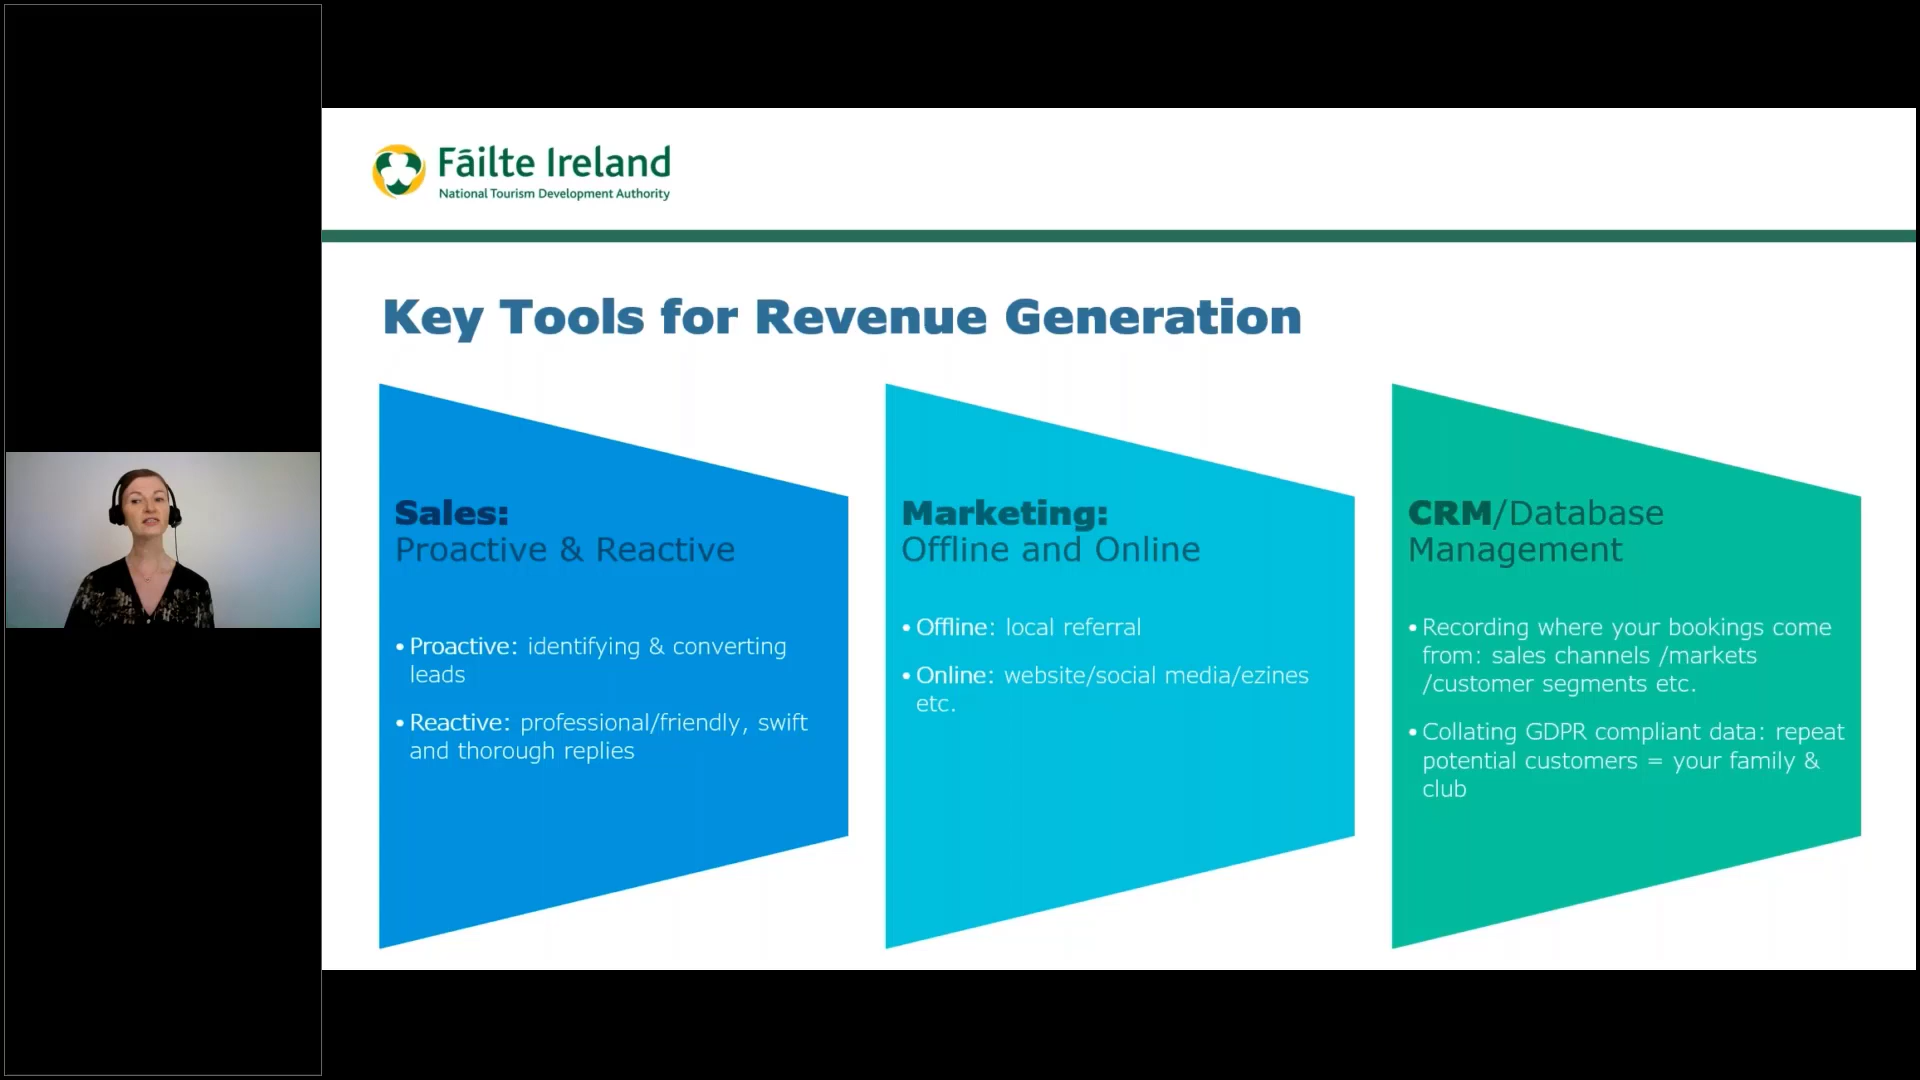 Fáilte Ireland
National Tourism Development Authority
Key Tools for Revenue Generation
Sales:
Proactive & Reactive
• Proactive: identifying & converting
leads
• Reactive: professional/friendly, swift
and thorough replies
Marketing:
Offline and Online
• Offline: local referral
• Online: website/social media/ezines
etc.
CRM/Database
Management
• Recording where your bookings come
from: sales channels /markets
/customer segments etc.
• Collating GDPR compliant data: repeat
potential customers = your family &
club